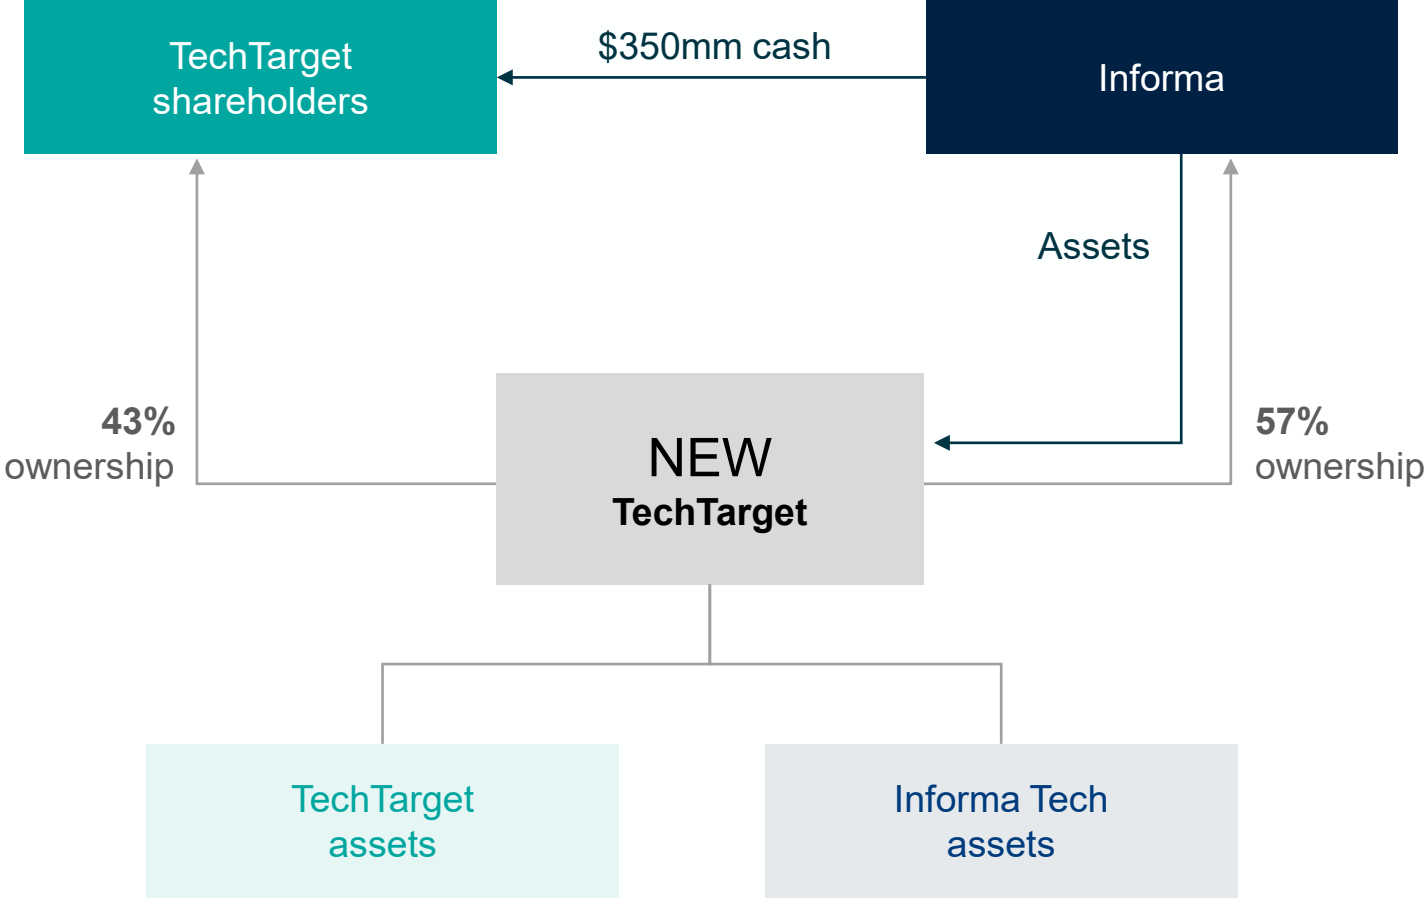 TechTarget
shareholders
$350mm cash
Informa
Assets
43%
ownership
NEW
TechTarget
57%
ownership
TechTarget
assets
Informa Tech
assets